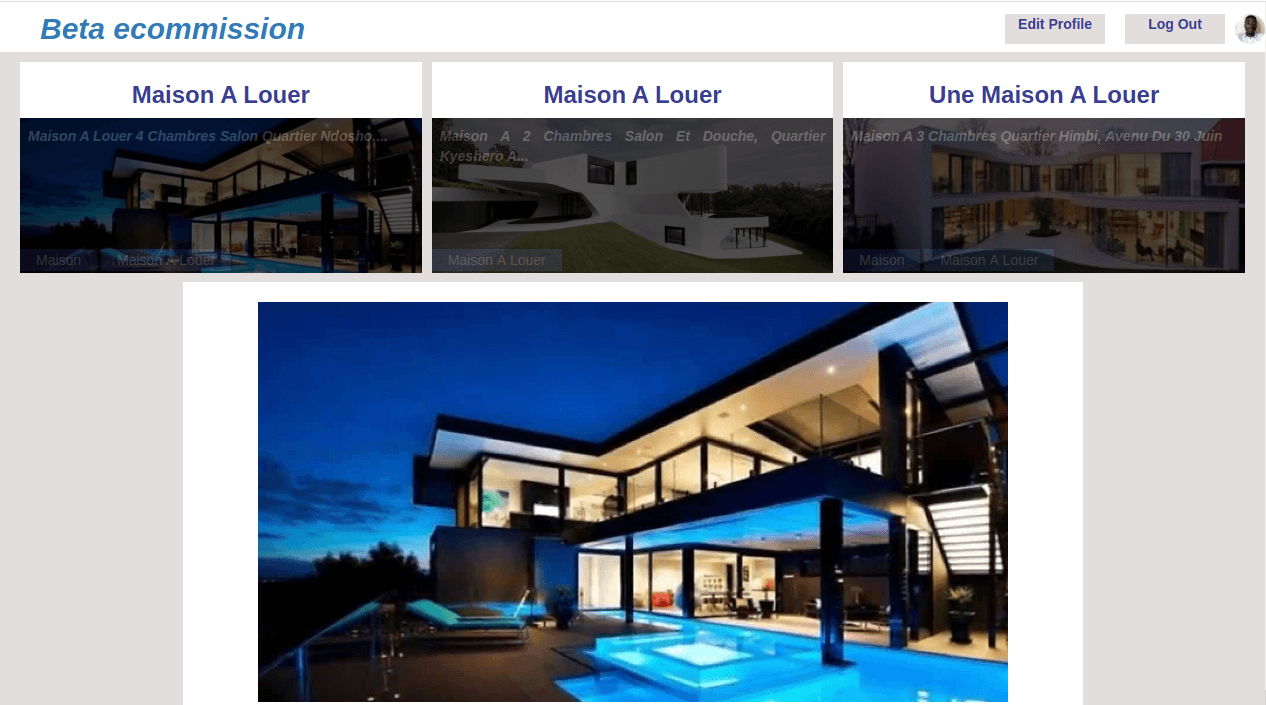 Beta ecommission
Edit Profile
Log Out
Maison A Louer
Maison A Louer
Une Maison A Louer
Maison A Louer 4 Chambres Salon Quartier Ndosho....
Maison A 2 Chambres Salon Et Douche, Quartier
Kyeshero A...
Maison A 3 Chambres Quartier Himbi, Avenu Du 30 Juin
Maison
Maison A Louer
Maison A Louer
Maison
Maison A Louer